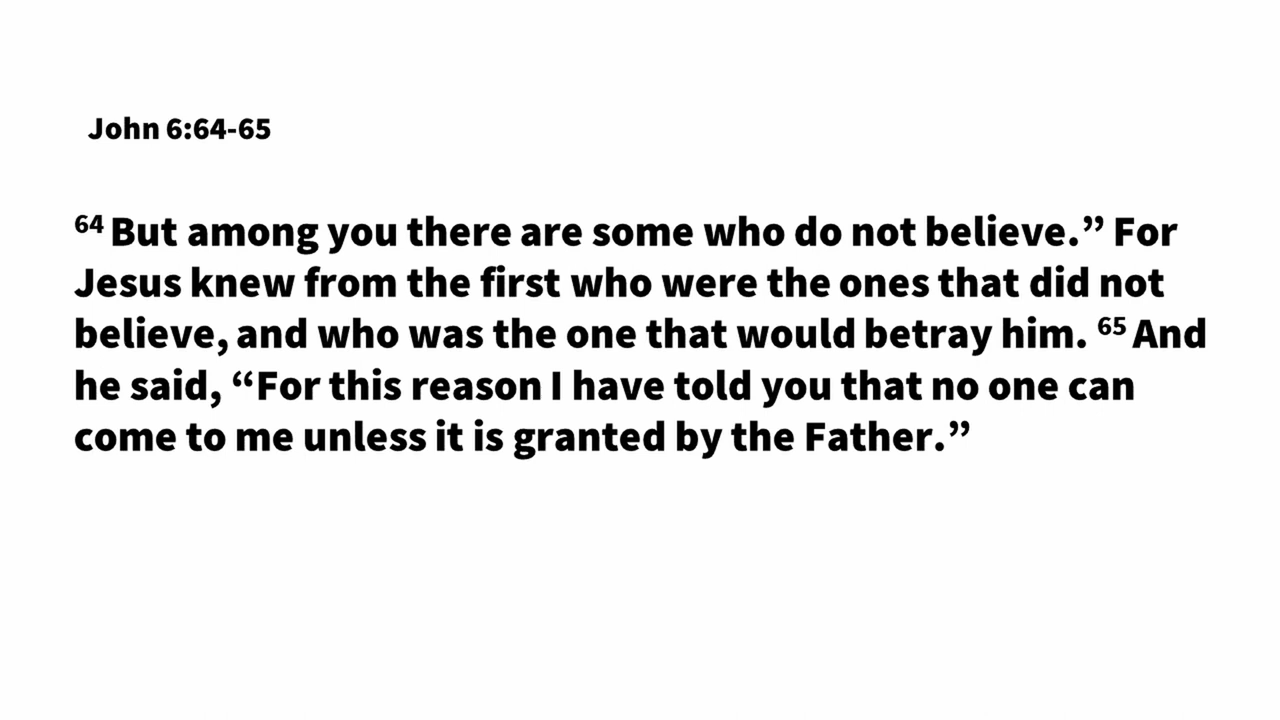 John 6:64-65
64 But among you there are some who do not believe.” For
Jesus knew from the first who were the ones that did not
believe, and who was the one that would betray him. 65 And
he said, “For this reason I have told you that no one can
come to me unless it is granted by the Father.”